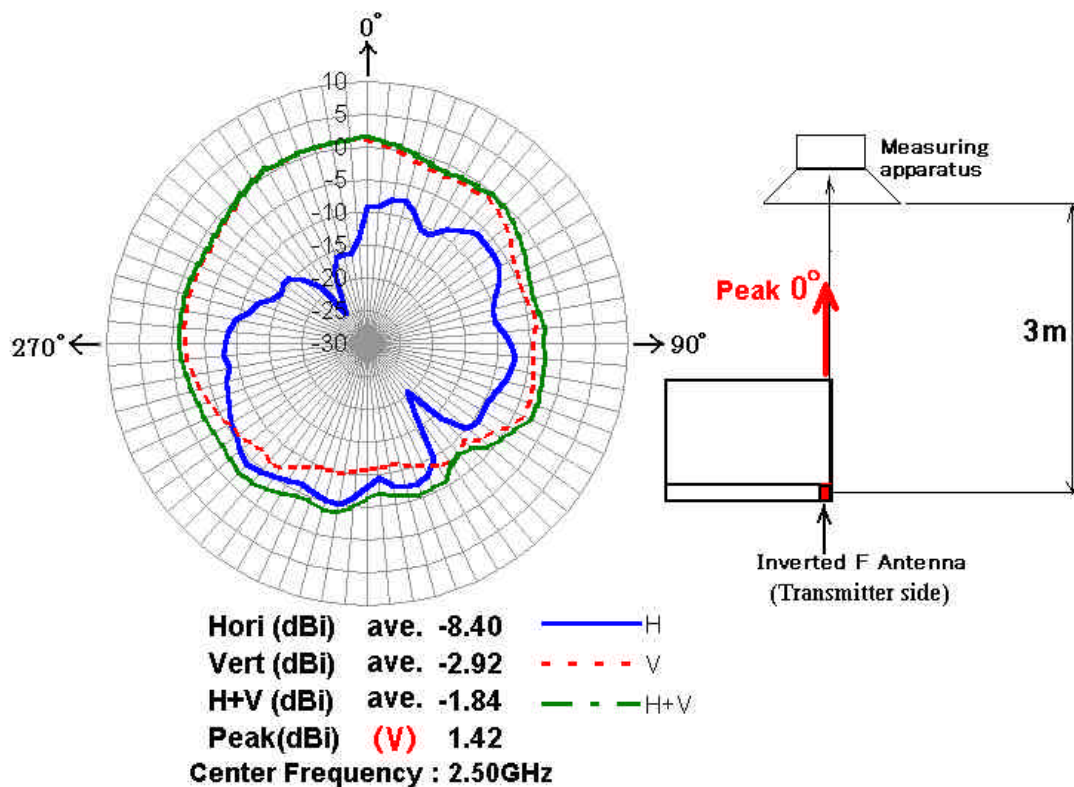 0°
10
5
0
-5
-10
-15
-20
-25
-30
270°
90°
Measuring
apparatus
Peak 0°
3m
Inverted F Antenna
(Transmitter side)
Hori (dBi) ave. -8.40
H
Vert (dBi) ave. -2.92
V
H+V (dBi) ave. -1.84
H+V
Peak(dBi) (V) 1.42
Center Frequency : 2.50GHz